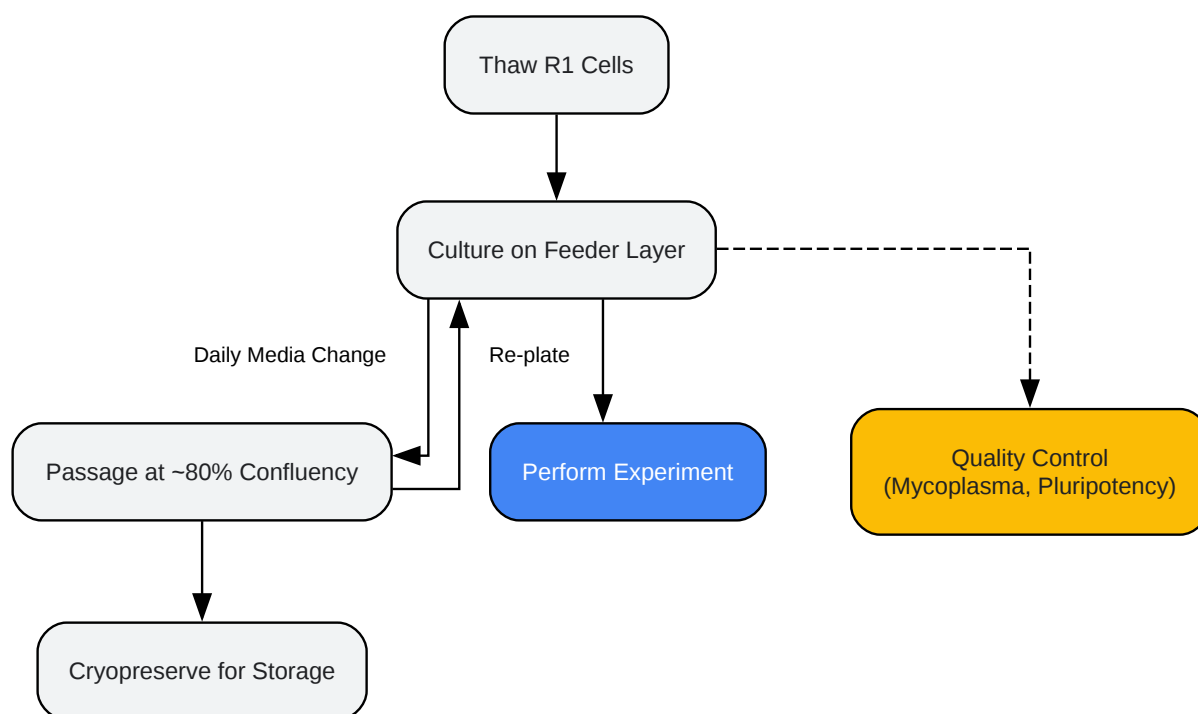 Thaw R1 Cells
Culture on Feeder Layer
Daily Media Change
Re-plate
Passage at ~80% Confluency
Perform Experiment
Quality Control
(Mycoplasma, Pluripotency)
Cryopreserve for Storage